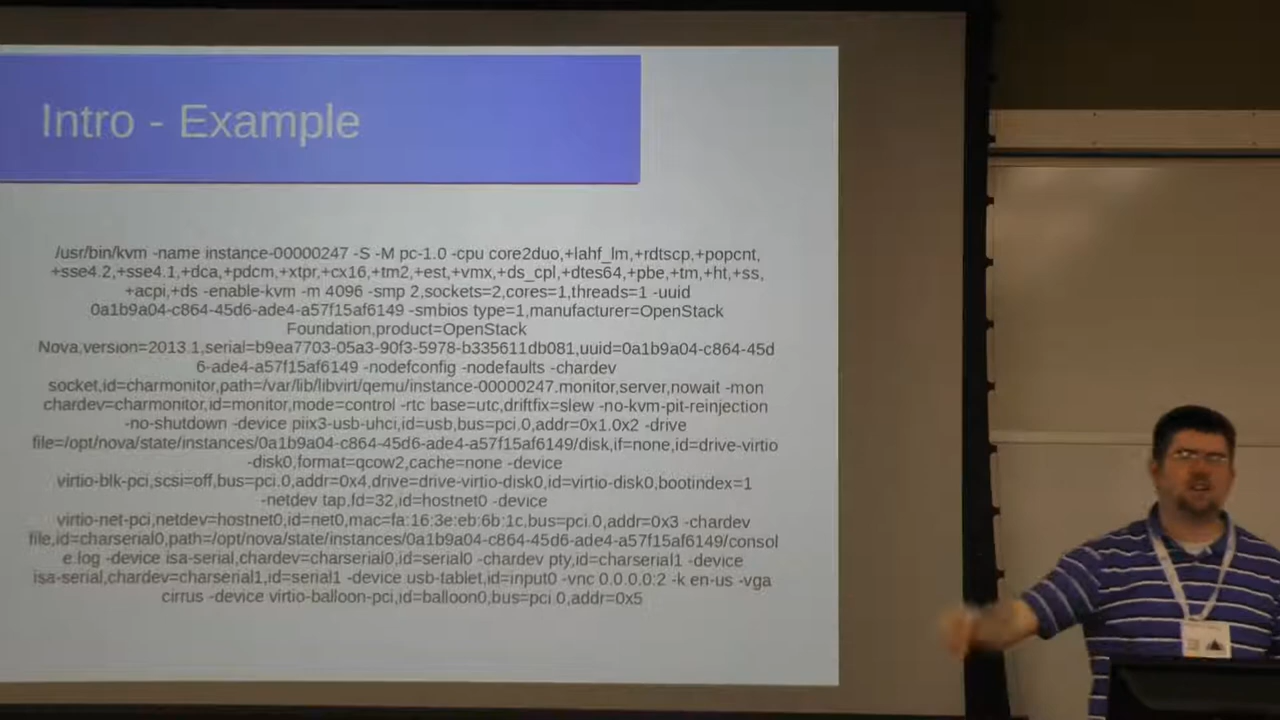 Intro - Example
/usr/bin/kvm -name instance-00000247 -S -M pc-1.0 -cpu core2duo,+lahf_lm,+rdtscp,+popcnt,
+sse4.2,+sse4.1,+dca,+pdcm,+xtpr,+cx16,+tm2,+est,+vmx,+ds_cpl,+dtes64,+pbe,+tm,+ht,+ss,
+acpi,+ds -enable-kvm -m 4096 -smp 2,sockets=2,cores=1,threads=1 -uuid
0a1b9a04-c864-45d6-ade4-a57f15af6149 -smbios type=1,manufacturer=OpenStack
Foundation,product=OpenStack
Nova,version=2013.1,serial=b9ea7703-05a3-90f3-5978-b335611db081,uuid=0a1b9a04-c864-45d
6-ade4-a57f15af6149 -nodefconfig -nodefaults -chardev
socket,id=charmonitor,path=/var/lib/libvirt/qemu/instance-00000247.monitor,server,nowait -mon
chardev=charmonitor,id=monitor,mode=control -rtc base=utc,driftfix=slew -no-kvm-pit-reinjection
-no-shutdown -device piix3-usb-uhci,id=usb,bus=pci.0,addr=0x1.0x2 -drive
file=/opt/nova/state/instances/0a1b9a04-c864-45d6-ade4-a57f15af6149/disk,if=none,id=drive-virtio
-disk0,format=qcow2,cache=none -device
virtio-blk-pci,scsi=off,bus=pci.0,addr=0x4,drive=drive-virtio-disk0,id=virtio-disk0,bootindex=1
-netdev tap,fd=32,id=hostnet0 -device
virtio-net-pci,netdev=hostnet0,id=net0,mac=fa:16:3e:eb:6b:1c,bus=pci.0,addr=0x3 -chardev
file,id=charserial0,path=/opt/nova/state/instances/0a1b9a04-c864-45d6-ade4-a57f15af6149/consol
e.log -device isa-serial,chardev=charserial0,id=serial0 -chardev pty,id=charserial1 -device
isa-serial,chardev=charserial1,id=serial1 -device usb-tablet,id=input0 -vnc 0.0.0.0:2 -k en-us -vga
cirrus -device virtio-balloon-pci,id=balloon0,bus=pci.0,addr=0x5